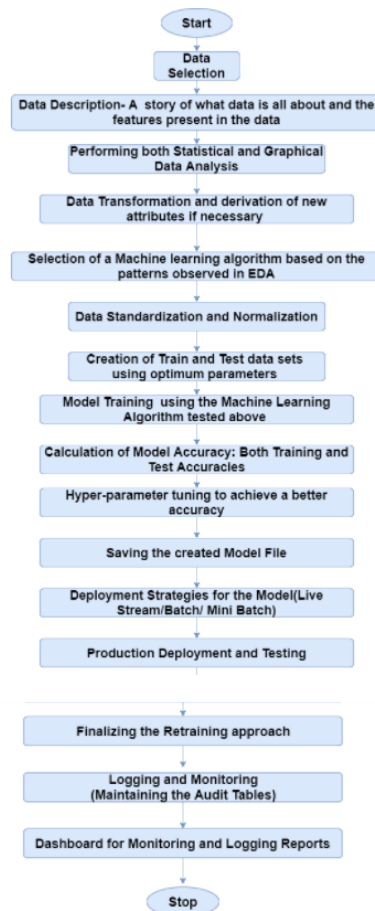 Start
Data
Selection
Data Description- A story of what data is all about and the
features present in the data
Performing both Statistical and Graphical
Data Analysis
Data Transformation and derivation of new
attributes if necessary
Selection of a Machine learning algorithm based on the
patterns observed in EDA
Data Standardization and Normalization
Creation of Train and Test data sets
using optimum parameters
Model Training using the Machine Learning
Algorithm tested above
Calculation of Model Accuracy: Both Training and
Test Accuracies
Hyper-parameter tuning to achieve a better
accuracy
Saving the created Model File
Deployment Strategies for the Model(Live
Stream/Batch/ Mini Batch)
Production Deployment and Testing
Finalizing the Retraining approach
Logging and Monitoring
(Maintaining the Audit Tables)
Dashboard for Monitoring and Logging Reports
Stop